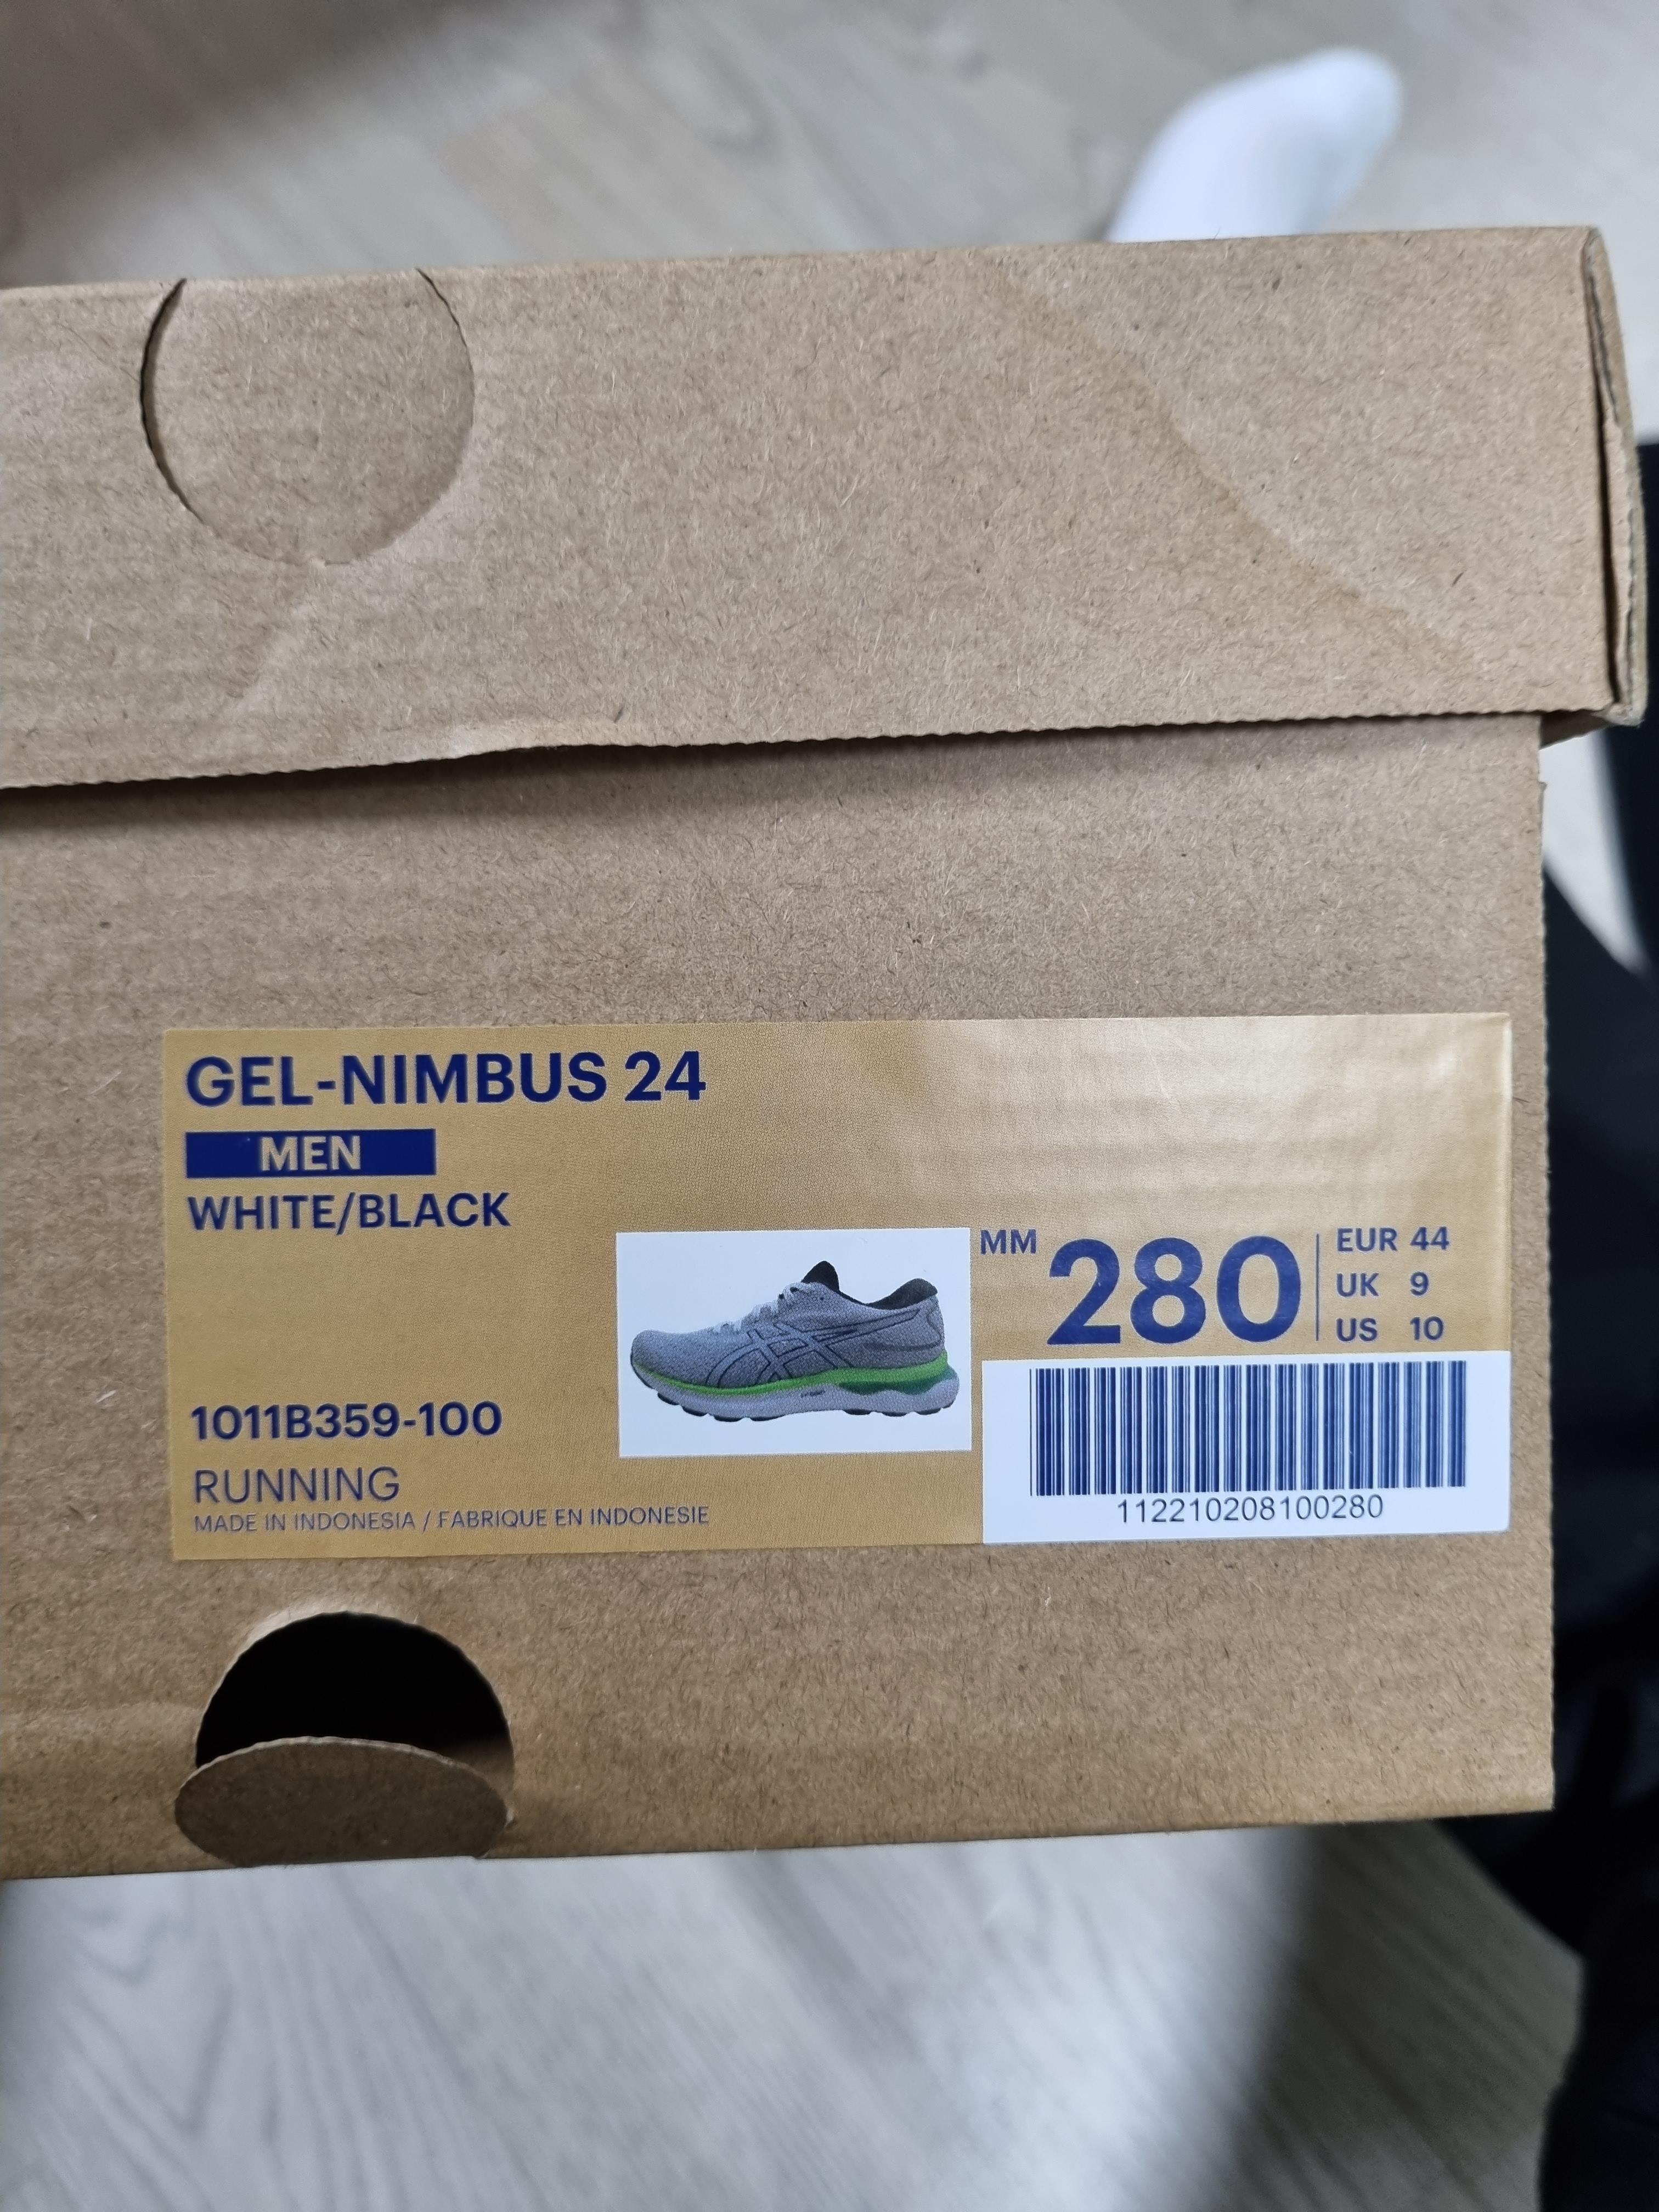 GEL-NIMBUS 24
MEN
WHITE/BLACK
MM 280
EUR 44
UK 9
US 10
1011B359-100
RUNNING
MADE IN INDONESIA / FABRIQUE EN INDONESIE
112210208100280